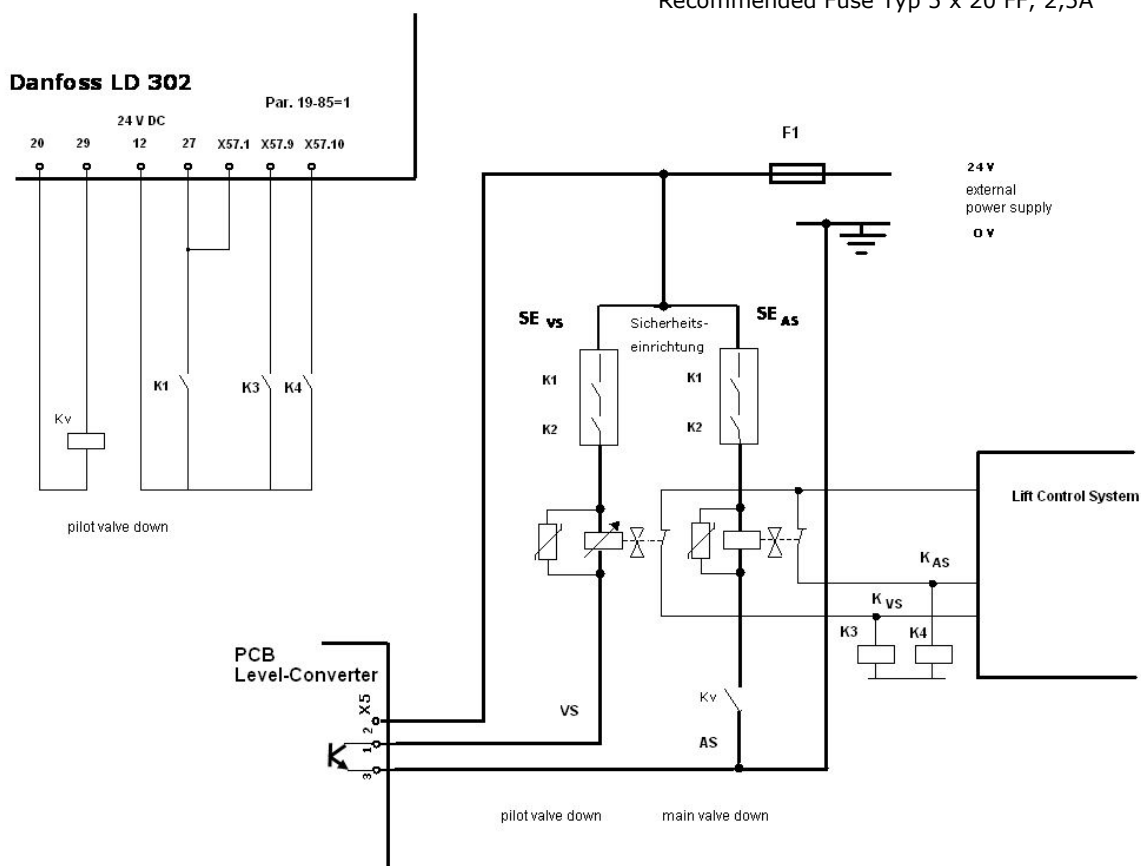 Recommended Fuse Typ 5 x 20 FF, 2,5A
Danfoss LD 302
Par. 19-85=1
24 V DC
20 29 12 27 X57.1 X57.9 X57.10
F1
24 V
external
power supply
0 V
SE VS
Sicherheits-
einrichtung
SE AS
K1
K2
K1
K2
K1
K3
K4
Kv
pilot valve down
Lift Control System
K AS
K VS
K3
K4
PCB
Level-Converter
X5
2
1
3
VS
Kv
AS
pilot valve down
main valve down